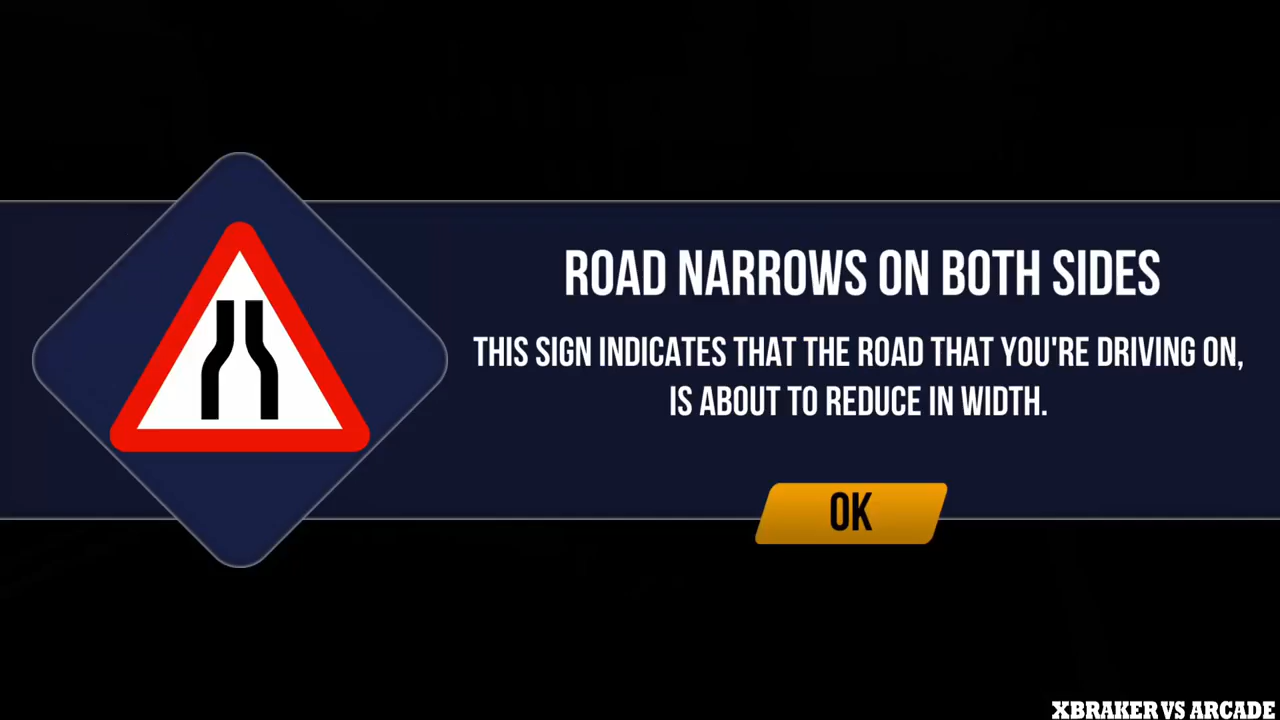 ROAD NARROWS ON BOTH SIDES
THIS SIGN INDICATES THAT THE ROAD THAT YOU'RE DRIVING ON,
IS ABOUT TO REDUCE IN WIDTH.
OK
XBRAKER VS ARCADE